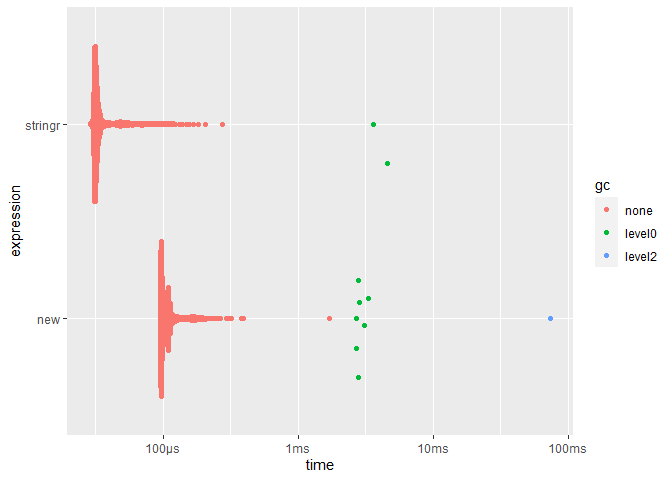 expression
stringr
new
100µs
1ms
10ms
100ms
time
gc
none
level0
level2